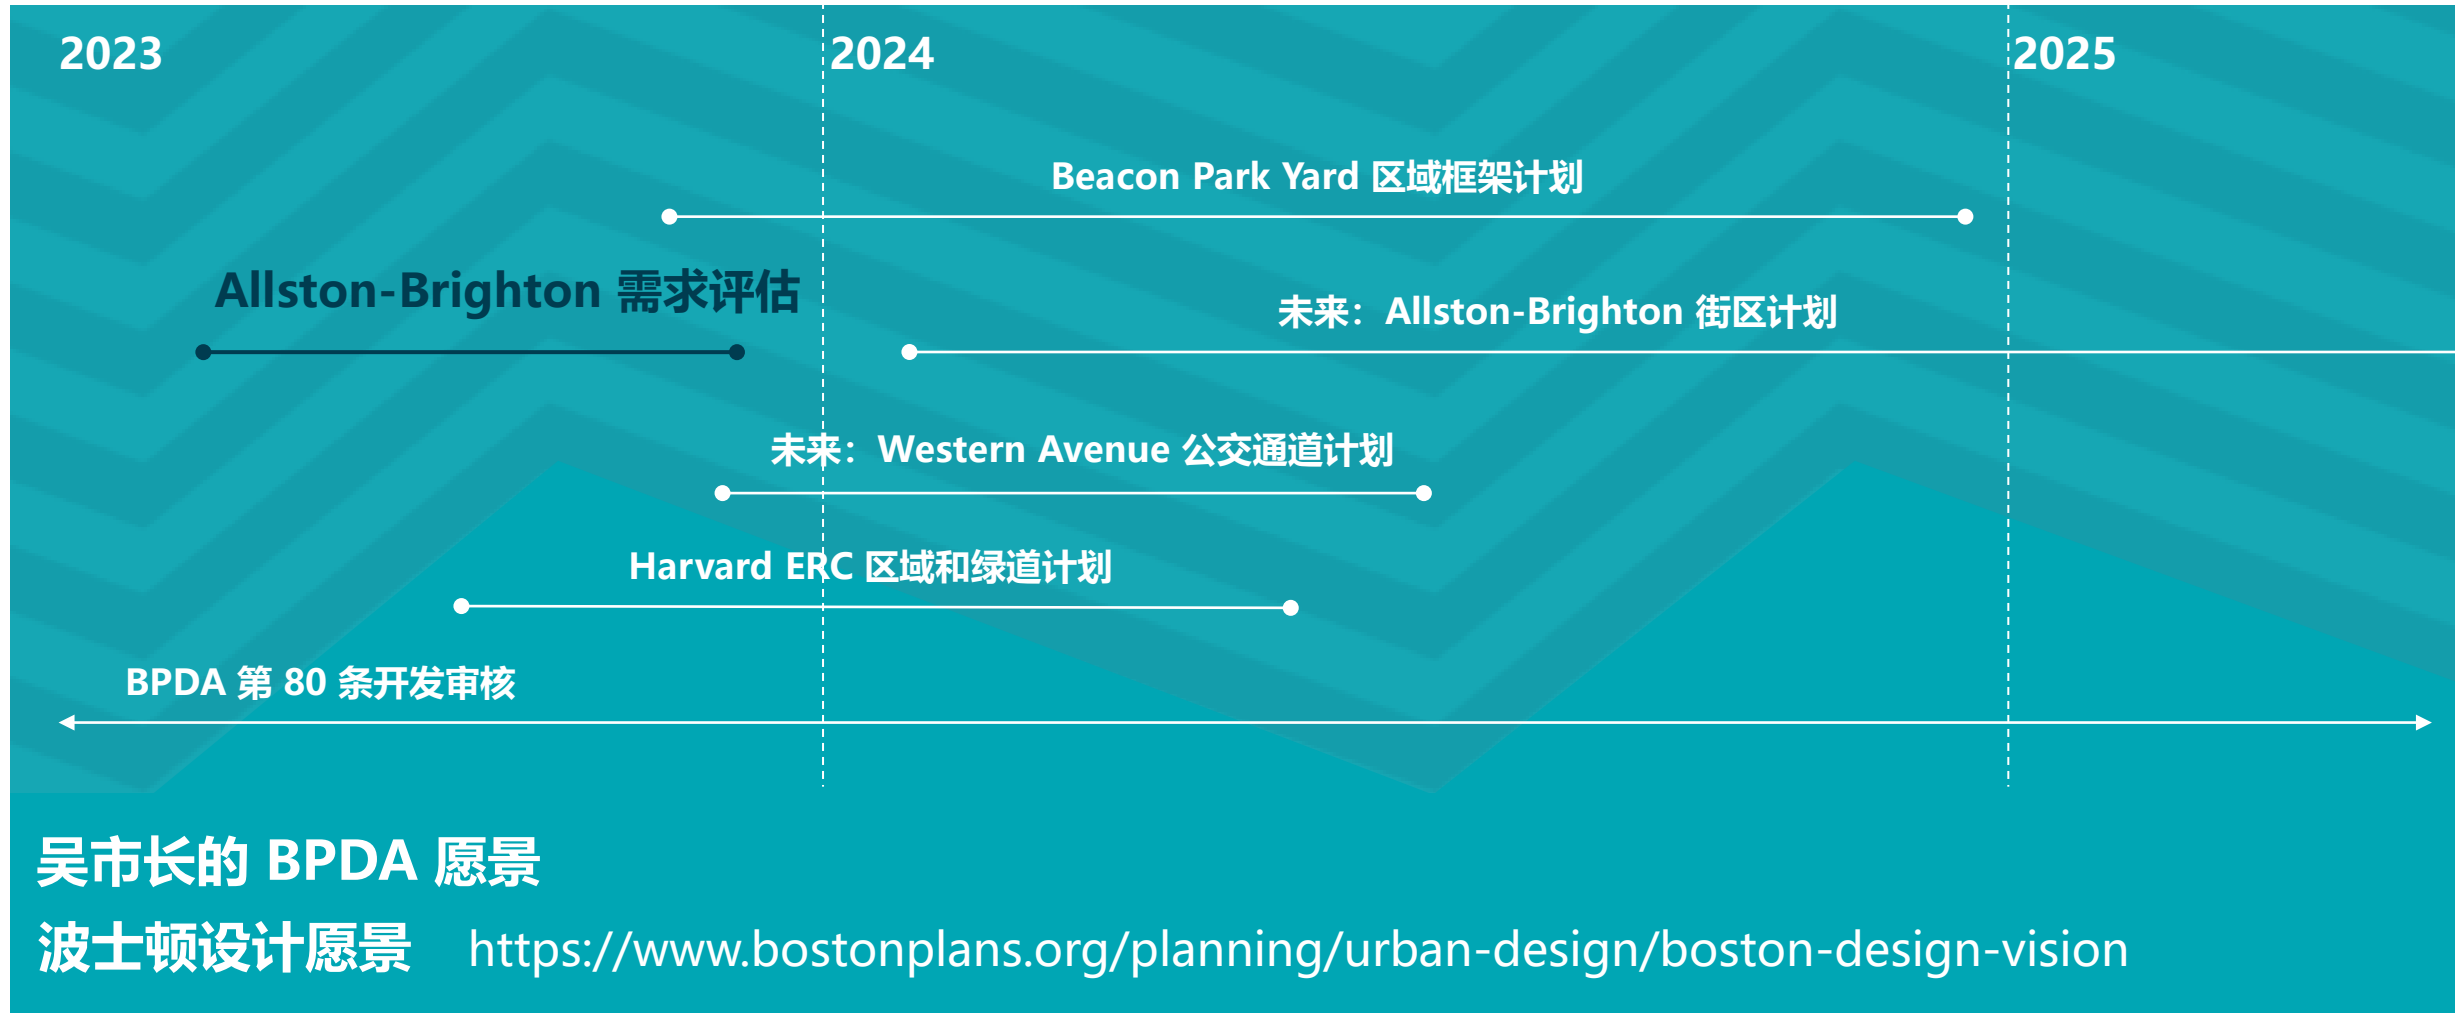 2023 2024 2025
Beacon Park Yard 区域框架计划
Allston-Brighton 需求评估
未来：Allston-Brighton 街区计划
未来：Western Avenue 公交通道计划
Harvard ERC 区域和绿道计划
BPDA 第 80 条开发审核
吴市长的 BPDA 愿景
波士顿设计愿景 https://www.bostonplans.org/planning/urban-design/boston-design-vision